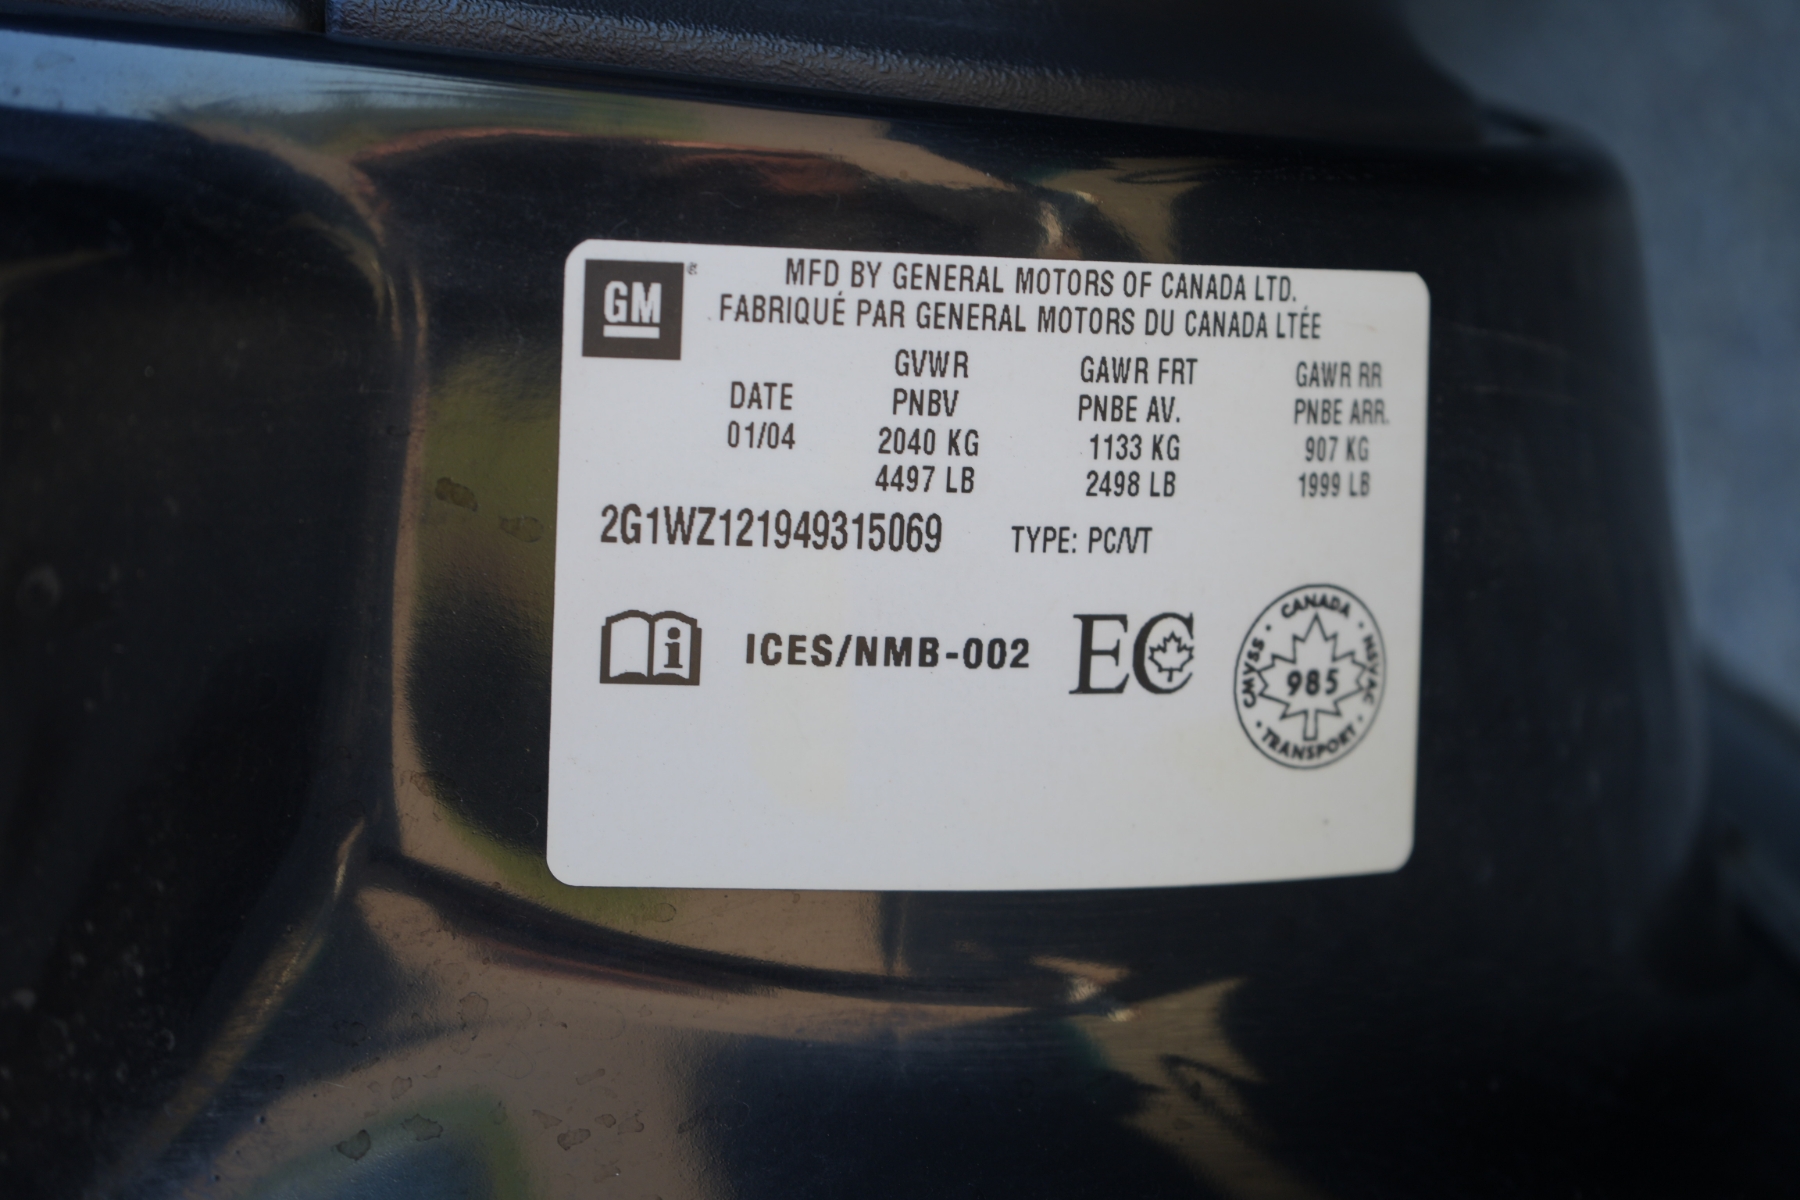 GM
MFD BY GENERAL MOTORS OF CANADA LTD.
FABRIQUÉ PAR GENERAL MOTORS DU CANADA LTÉE
GVWR GAWR FRT GAWR RR
DATE PNBV PNBE AV. PNBE ARR.
01/04 2040 KG 1133 KG 907 KG
4497 LB 2498 LB 1999 LB
2G1WZ121949315069 TYPE: PC/VT
i ICES/NMB-002 EC
CANADA
CMVSS NSVAC
985
TRANSPORT